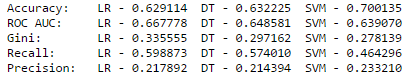 Accuracy: LR - 0.629114 DT - 0.632225 SVM - 0.700135
ROC AUC: LR - 0.667778 DT - 0.648581 SVM - 0.639070
Gini: LR - 0.335555 DT - 0.297162 SVM - 0.278139
Recall: LR - 0.598873 DT - 0.574010 SVM - 0.464296
Precision: LR - 0.217892 DT - 0.214394 SVM - 0.233210